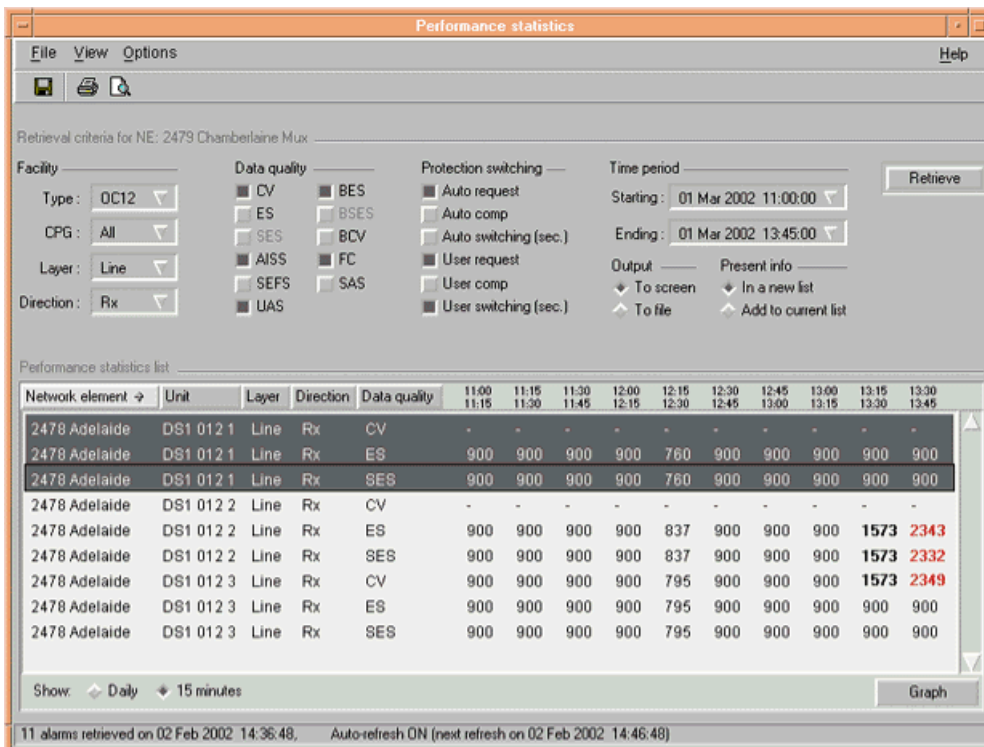 Performance statistics
File View Options Help
Retrieval criteria for NE: 2479 Chamberlaine Mux
Facility
Type : OC12
CPG : All
Layer : Line
Direction : Rx
Data quality
CV BES
ES BSES
SES BCV
AISS FC
SEFS SAS
UAS
Protection switching
Auto request
Auto comp
Auto switching (sec.)
User request
User comp
User switching (sec.)
Time period
Starting : 01 Mar 2002 11:00:00
Ending : 01 Mar 2002 13:45:00
Output
To screen
To file
Present info
In a new list
Add to current list
Retrieve
Performance statistics list
Network element → Unit Layer Direction Data quality 11:00 11:15 11:30 12:00 12:15 12:30 12:45 13:00 13:15 13:30
11:15 11:30 11:45 12:15 12:30 12:45 13:00 13:15 13:30 13:45
2478 Adelaide DS1 012 1 Line Rx CV - - - - - - - - - -
2478 Adelaide DS1 012 1 Line Rx ES 900 900 900 900 760 900 900 900 900 900
2478 Adelaide DS1 012 1 Line Rx SES 900 900 900 900 760 900 900 900 900 900
2478 Adelaide DS1 012 2 Line Rx CV - - - - - - - - - -
2478 Adelaide DS1 012 2 Line Rx ES 900 900 900 900 837 900 900 900 1573 2343
2478 Adelaide DS1 012 2 Line Rx SES 900 900 900 900 837 900 900 900 1573 2332
2478 Adelaide DS1 012 3 Line Rx CV 900 900 900 900 795 900 900 900 1573 2349
2478 Adelaide DS1 012 3 Line Rx ES 900 900 900 900 795 900 900 900 900 900
2478 Adelaide DS1 012 3 Line Rx SES 900 900 900 900 795 900 900 900 900 900
Show: Daily 15 minutes Graph
11 alarms retrieved on 02 Feb 2002 14:36:48, Auto-refresh ON (next refresh on 02 Feb 2002 14:46:48)